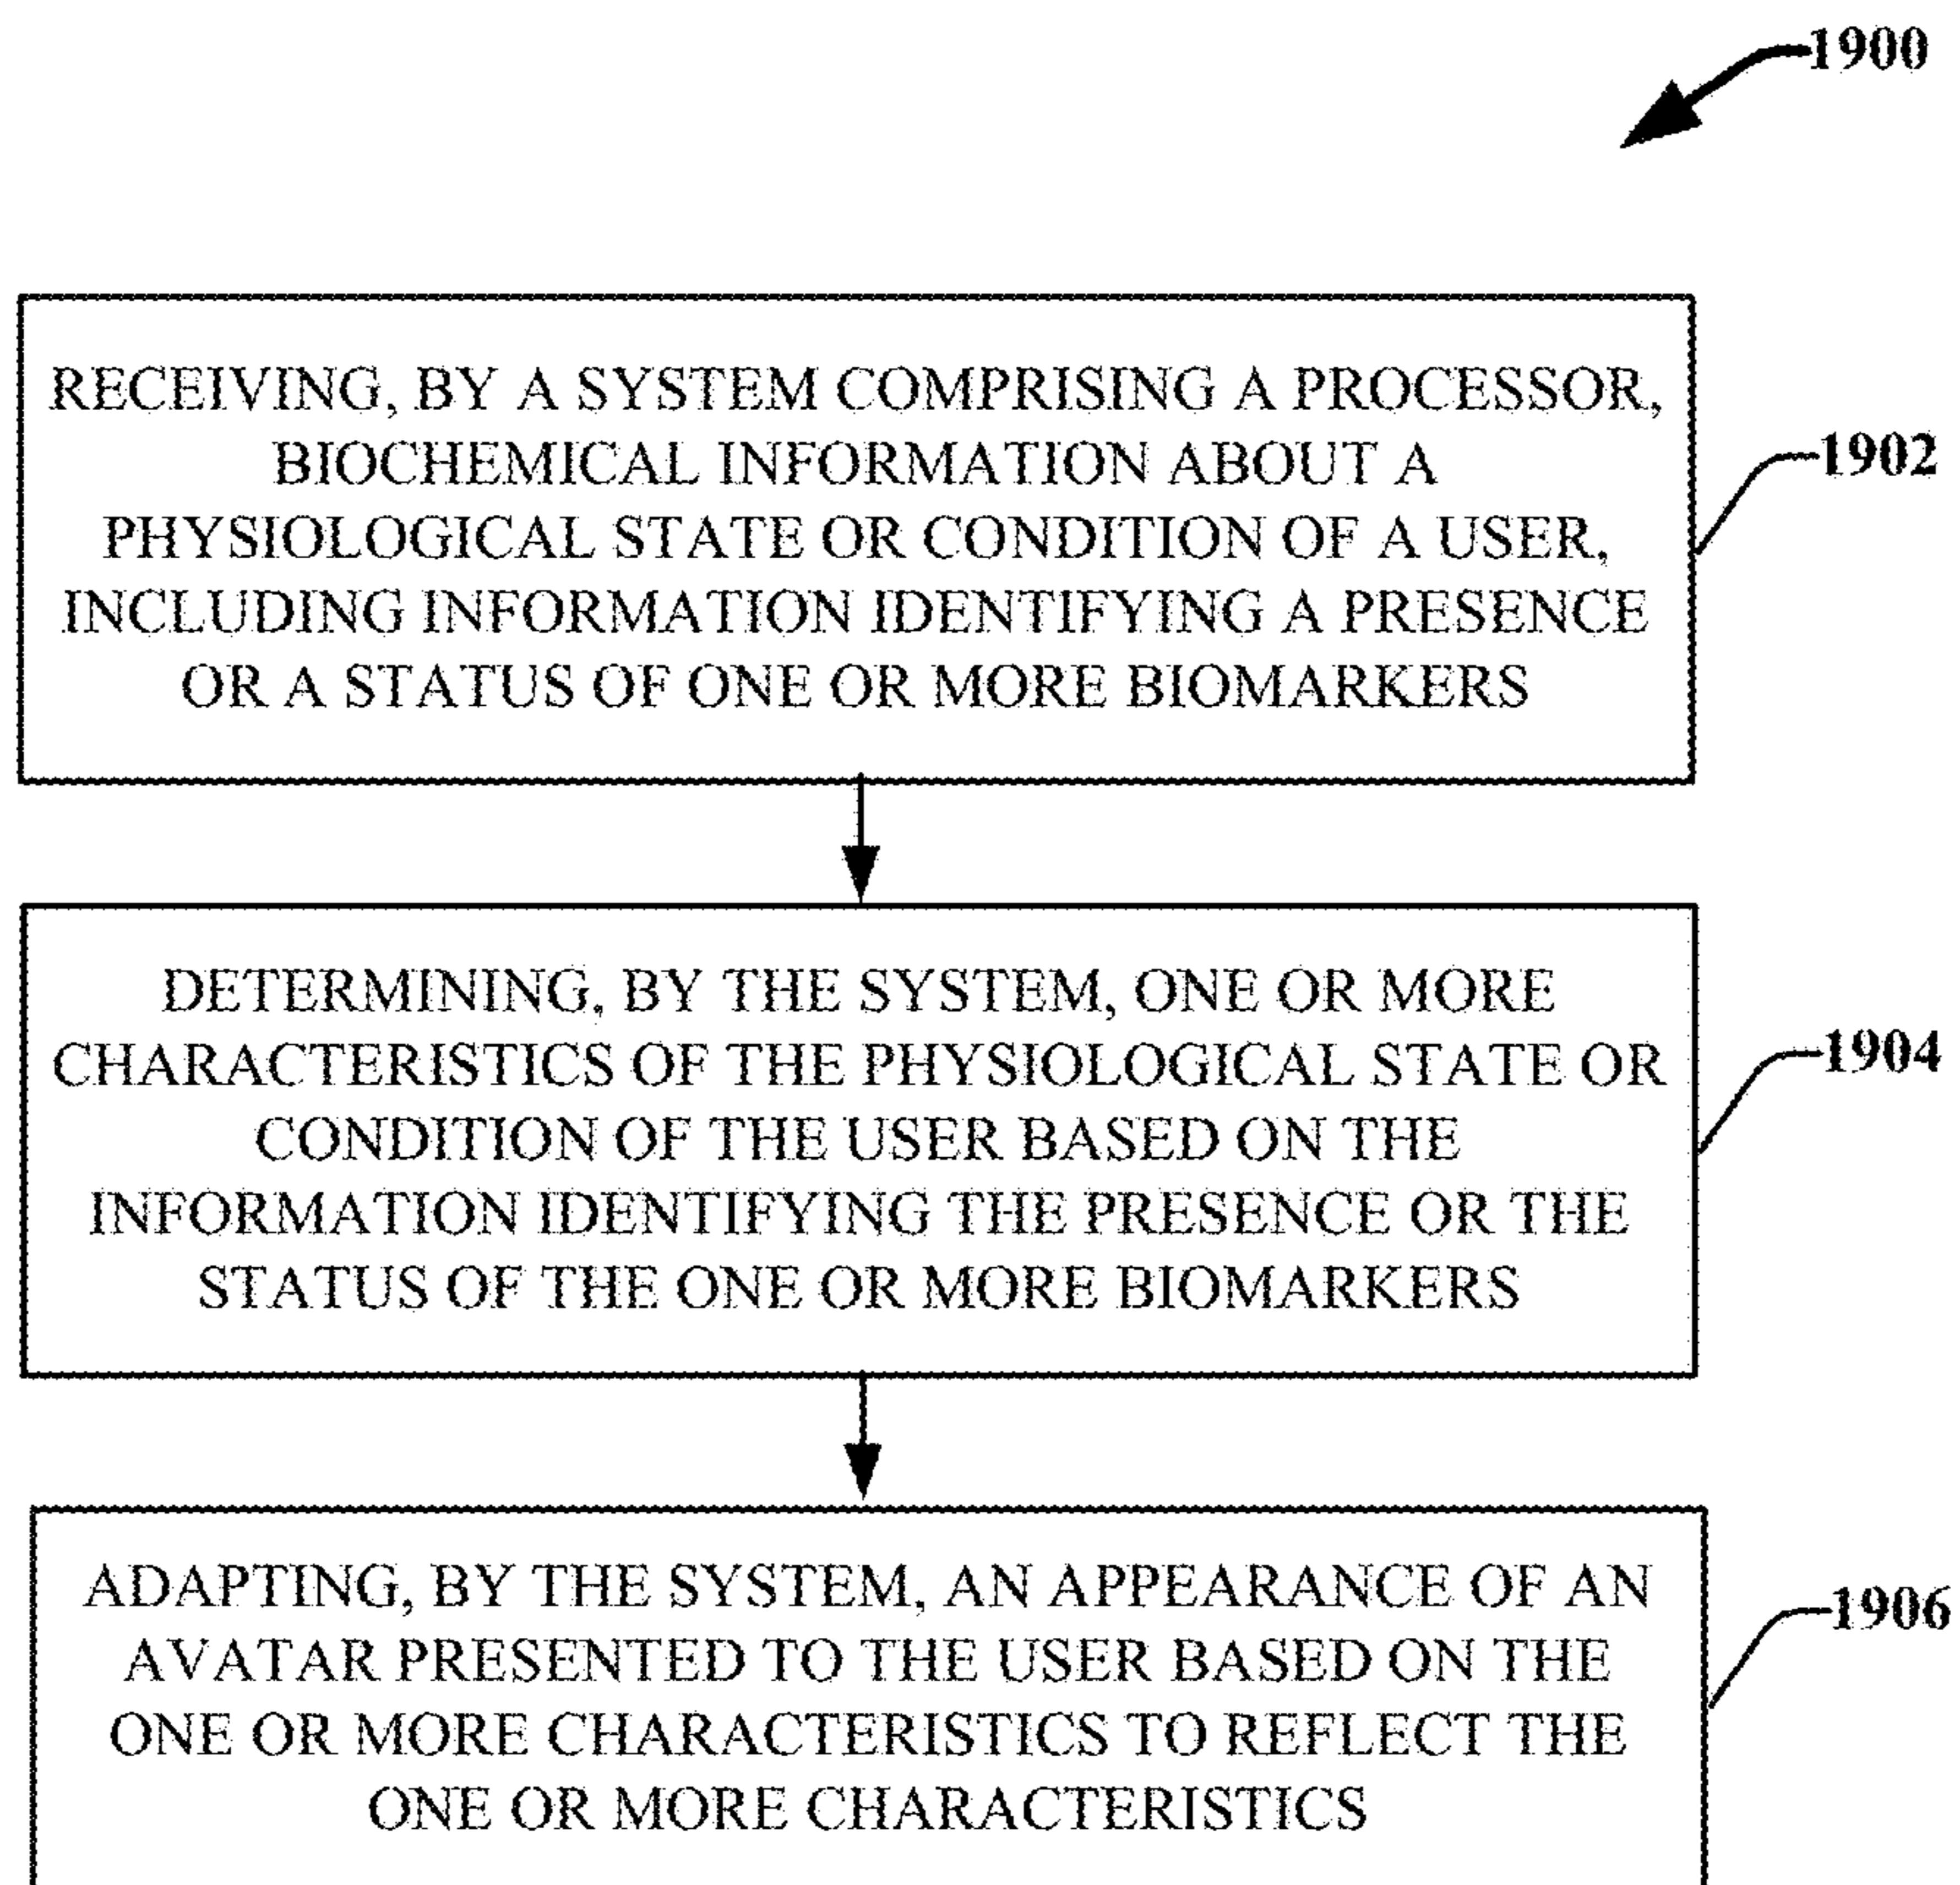 1900
RECEIVING, BY A SYSTEM COMPRISING A PROCESSOR,
BIOCHEMICAL INFORMATION ABOUT A
PHYSIOLOGICAL STATE OR CONDITION OF A USER,
INCLUDING INFORMATION IDENTIFYING A PRESENCE
OR A STATUS OF ONE OR MORE BIOMARKERS
1902
DETERMINING, BY THE SYSTEM, ONE OR MORE
CHARACTERISTICS OF THE PHYSIOLOGICAL STATE OR
CONDITION OF THE USER BASED ON THE
INFORMATION IDENTIFYING THE PRESENCE OR THE
STATUS OF THE ONE OR MORE BIOMARKERS
1904
ADAPTING, BY THE SYSTEM, AN APPEARANCE OF AN
AVATAR PRESENTED TO THE USER BASED ON THE
ONE OR MORE CHARACTERISTICS TO REFLECT THE
ONE OR MORE CHARACTERISTICS
1906